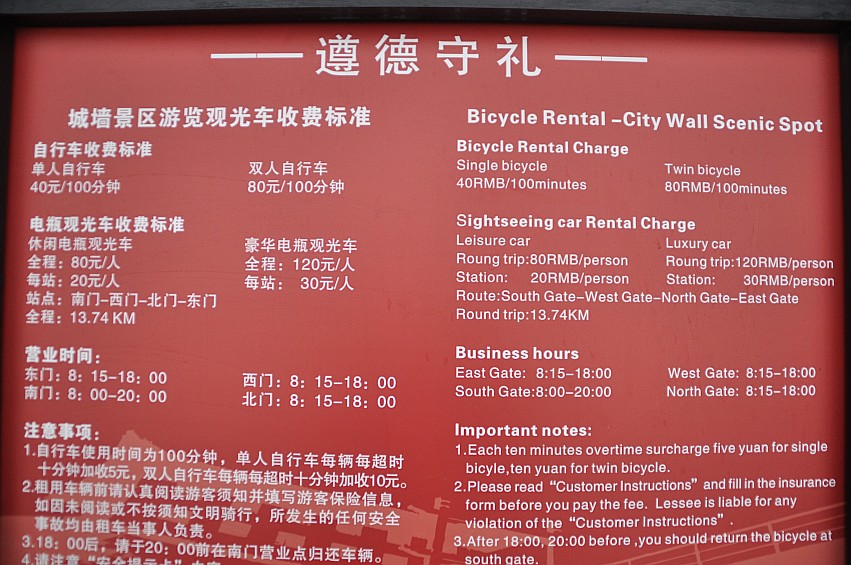 遵德守礼
城墙景区游览观光车收费标准
自行车收费标准
单人自行车 双人自行车
40元/100分钟 80元/100分钟
电瓶观光车收费标准
休闲电瓶观光车 豪华电瓶观光车
全程：80元/人 全程：120元/人
每站：20元/人 每站： 30元/人
站点：南门-西门-北门-东门
全程：13.74 KM
营业时间：
东门：8：15-18：00 西门：8：15-18：00
南门：8：00-20：00 北门：8：15-18：00
注意事项：
1.自行车使用时间为100分钟，单人自行车每辆每超时
十分钟加收5元，双人自行车每辆每超时十分钟加收10元。
2.租用车辆前请认真阅读游客须知并填写游客保险信息，
如因未阅读或不按须知文明骑行，所发生的任何安全
事故均由租车当事人负责。
3.18：00后，请于20：00前在南门营业点归还车辆。
4.请注意
Bicycle Rental -City Wall Scenic Spot
Bicycle Rental Charge
Single bicycle Twin bicycle
40RMB/100minutes 80RMB/100minutes
Sightseeing car Rental Charge
Leisure car Luxury car
Roung trip:80RMB/person Roung trip:120RMB/person
Station: 20RMB/person Station: 30RMB/person
Route:South Gate-West Gate-North Gate-East Gate
Round trip:13.74KM
Business hours
East Gate: 8:15-18:00 West Gate: 8:15-18:00
South Gate:8:00-20:00 North Gate: 8:15-18:00
Important notes:
1.Each ten minutes overtime surcharge five yuan for single
bicyle,ten yuan for twin bicycle.
2.Please read “Customer Instructions” and fill in the insurance
form before you pay the fee. Lessee is liable for any
violation of the “Customer Instructions” .
3.After 18:00, 20:00 before ,you should return the bicycle at
south gate.